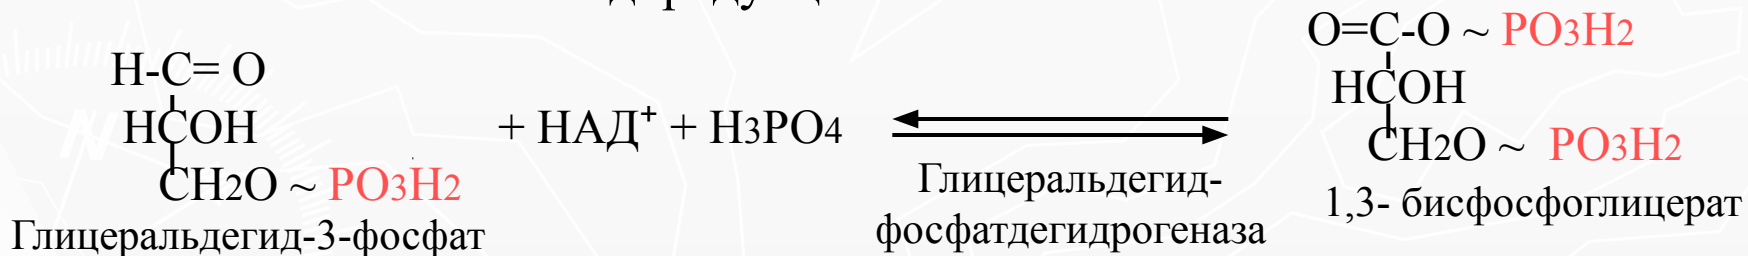 H-C= O
HCOH
CH2O ~ PO3H2
Глицеральдегид-3-фосфат
+ НАД+ + H3PO4
Глицеральдегид-
фосфатдегидрогеназа
O=C-O ~ PO3H2
HCOH
CH2O ~ PO3H2
1,3- бисфосфоглицерат